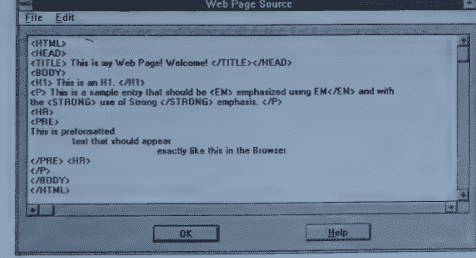 Web Page Source
File Edit
<HTML>
<HEAD>
<TITLE> This is my Web Page! Welcome! </TITLE></HEAD>
<BODY>
<H1> This is an H1. </H1>
<P> This is a sample entry that should be <EM> emphasized using EM</EM> and with
the <STRONG> use of Strong </STRONG> emphasis. </P>
<HR>
<PRE>
This is preformatted
text that should appear
exactly like this in the Browser
</PRE> <HR>
</P>
</BODY>
</HTML>
OK Help